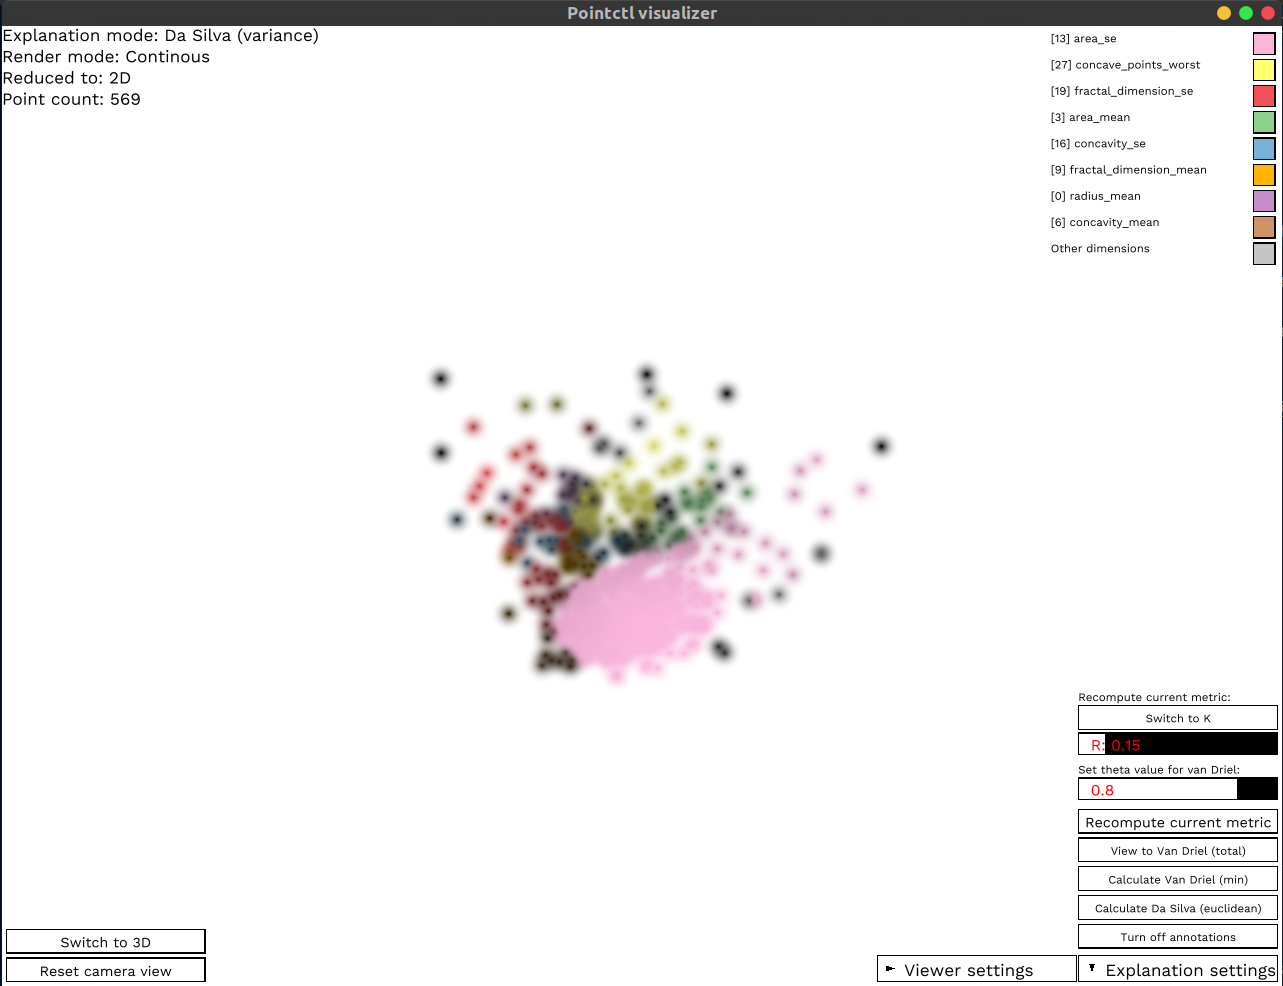 Pointctl visualizer
Explanation mode: Da Silva (variance)
Render mode: Continous
Reduced to: 2D
Point count: 569
[13] area_se
[27] concave_points_worst
[19] fractal_dimension_se
[3] area_mean
[16] concavity_se
[9] fractal_dimension_mean
[0] radius_mean
[6] concavity_mean
Other dimensions
Recompute current metric:
Switch to K
R: 0.15
Set theta value for van Driel:
0.8
Recompute current metric
View to Van Driel (total)
Calculate Van Driel (min)
Calculate Da Silva (euclidean)
Turn off annotations
Switch to 3D
Reset camera view
Viewer settings
Explanation settings